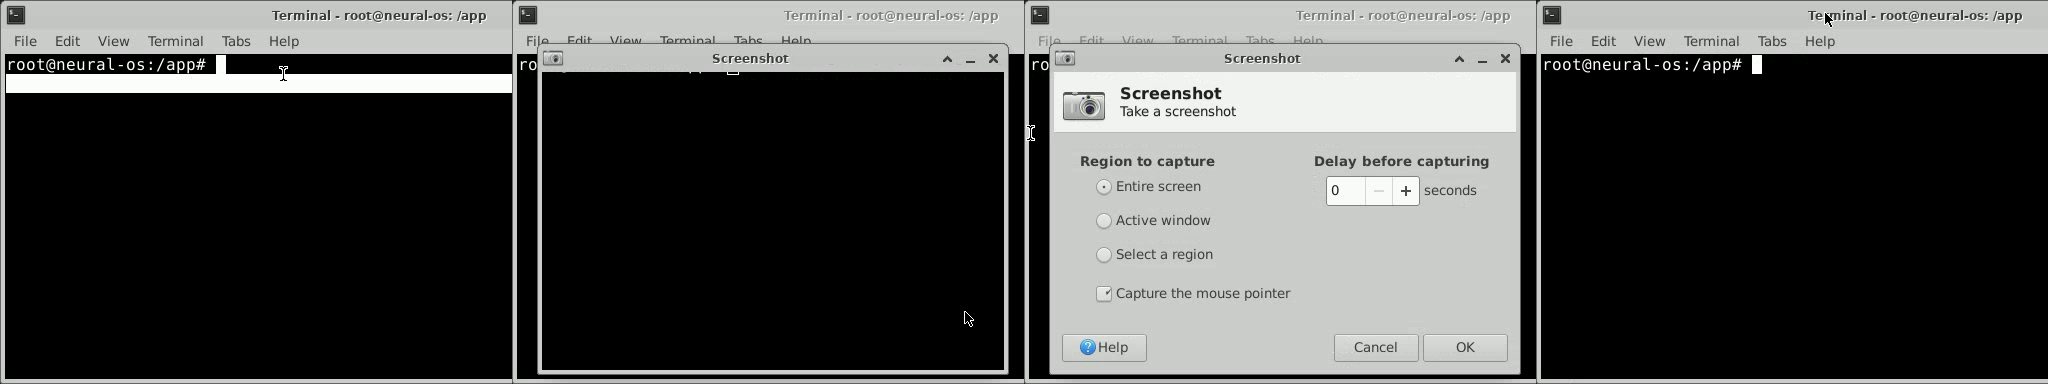 Terminal - root@neural-os: /app
File Edit View Terminal Tabs Help
root@neural-os:/app#
Terminal - root@neural-os: /app
File Edit View Terminal Tabs Help
Screenshot
Terminal - root@neural-os: /app
File Edit View Terminal Tabs Help
Screenshot
Screenshot
Take a screenshot
Region to capture
Entire screen
Active window
Select a region
Capture the mouse pointer
Delay before capturing
0 seconds
Help Cancel OK
Terminal - root@neural-os: /app
File Edit View Terminal Tabs Help
root@neural-os:/app#